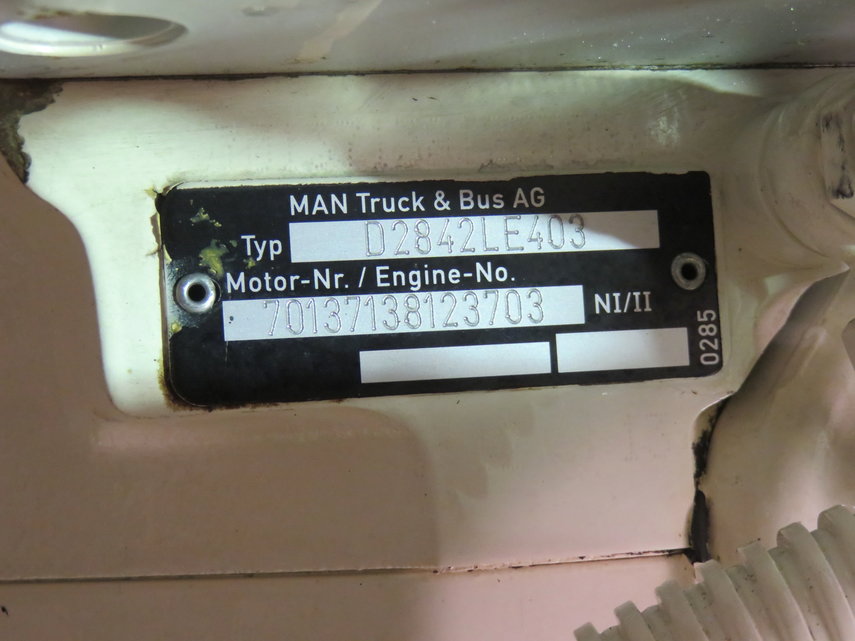 MAN Truck & Bus AG
Typ D2842LE403
Motor-Nr. / Engine-No.
70137138123703 NI/II
0285